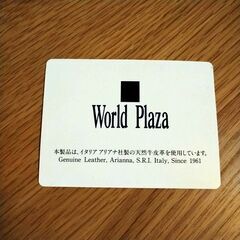 World Plaza
本製品は、イタリア アリアナ社製の天然牛皮革を使用しています。
Genuine Leather, Arianna, S.R.I. Italy, Since 1961